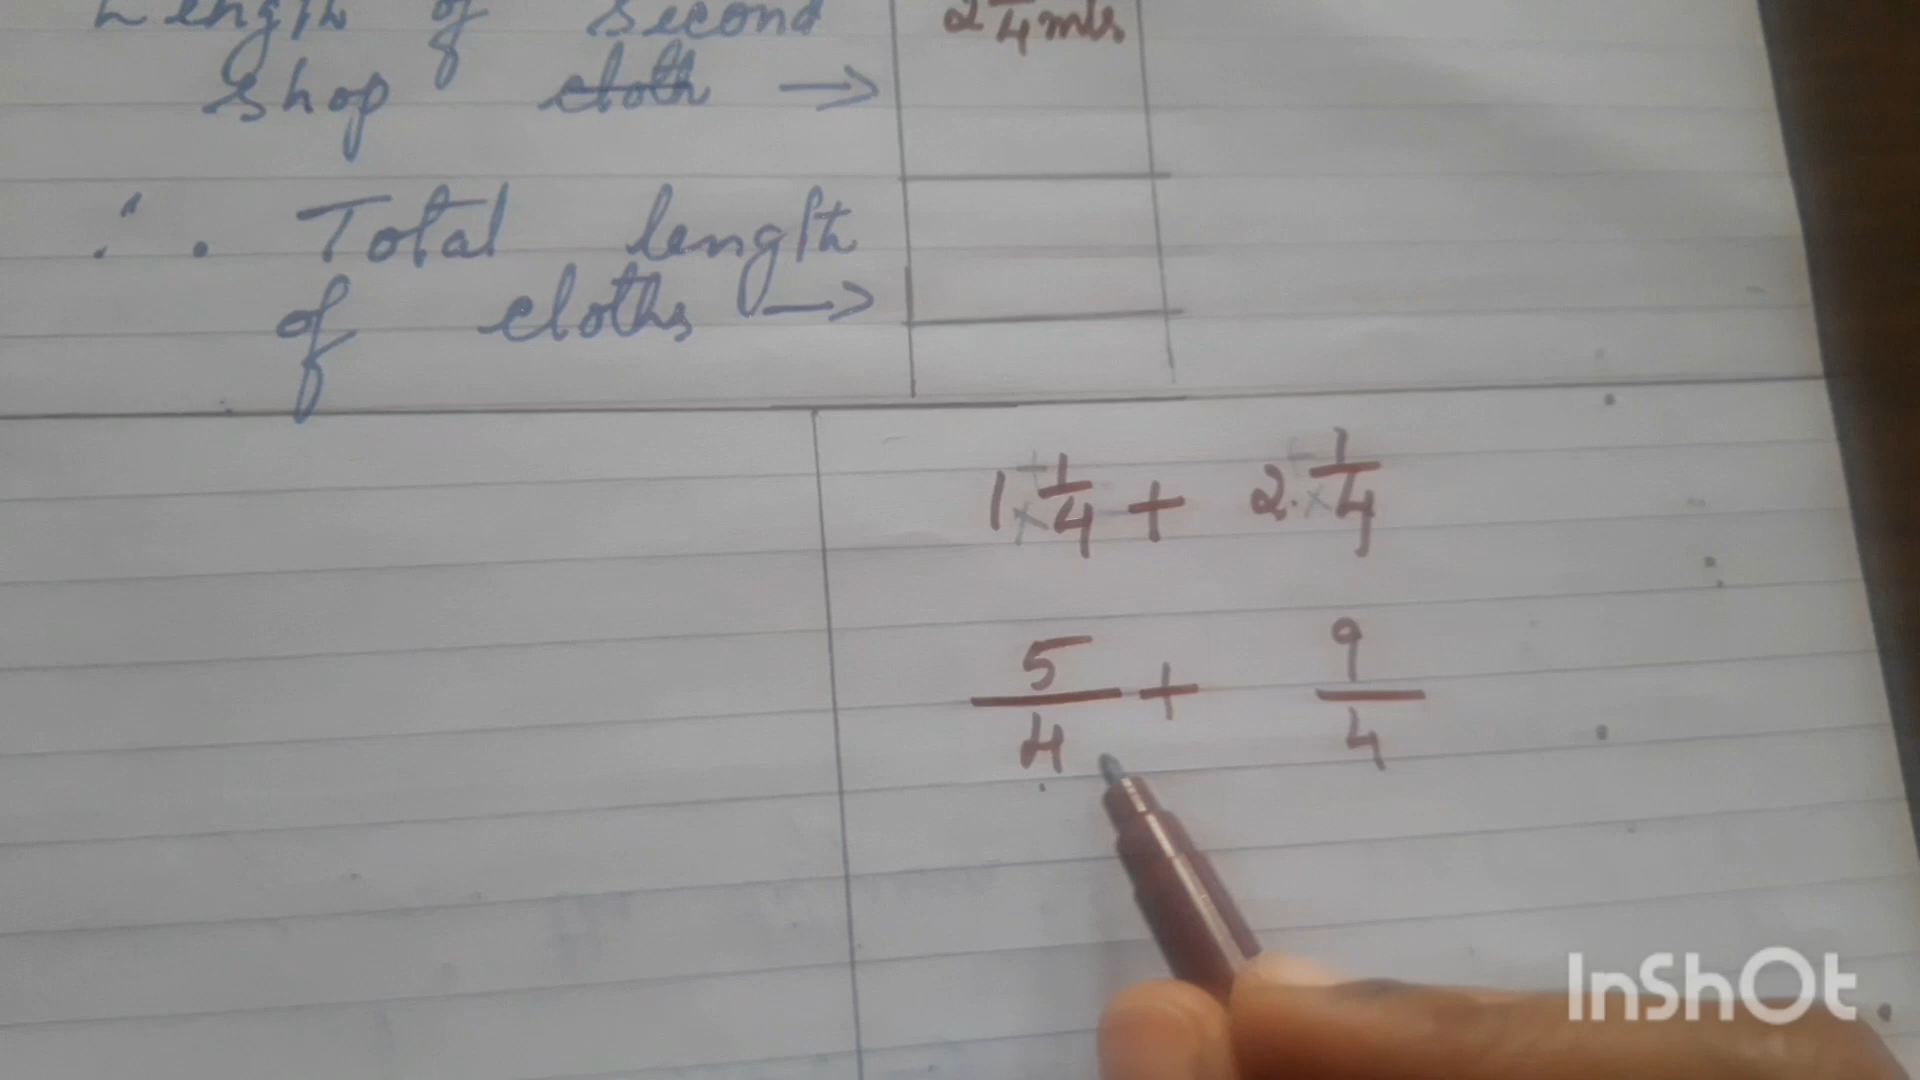 Length of second
2 1/4 mts
shop cloth →
∴ Total length
of cloths →
1 1/4 + 2 1/4
5/4 + 9/4
InShOt